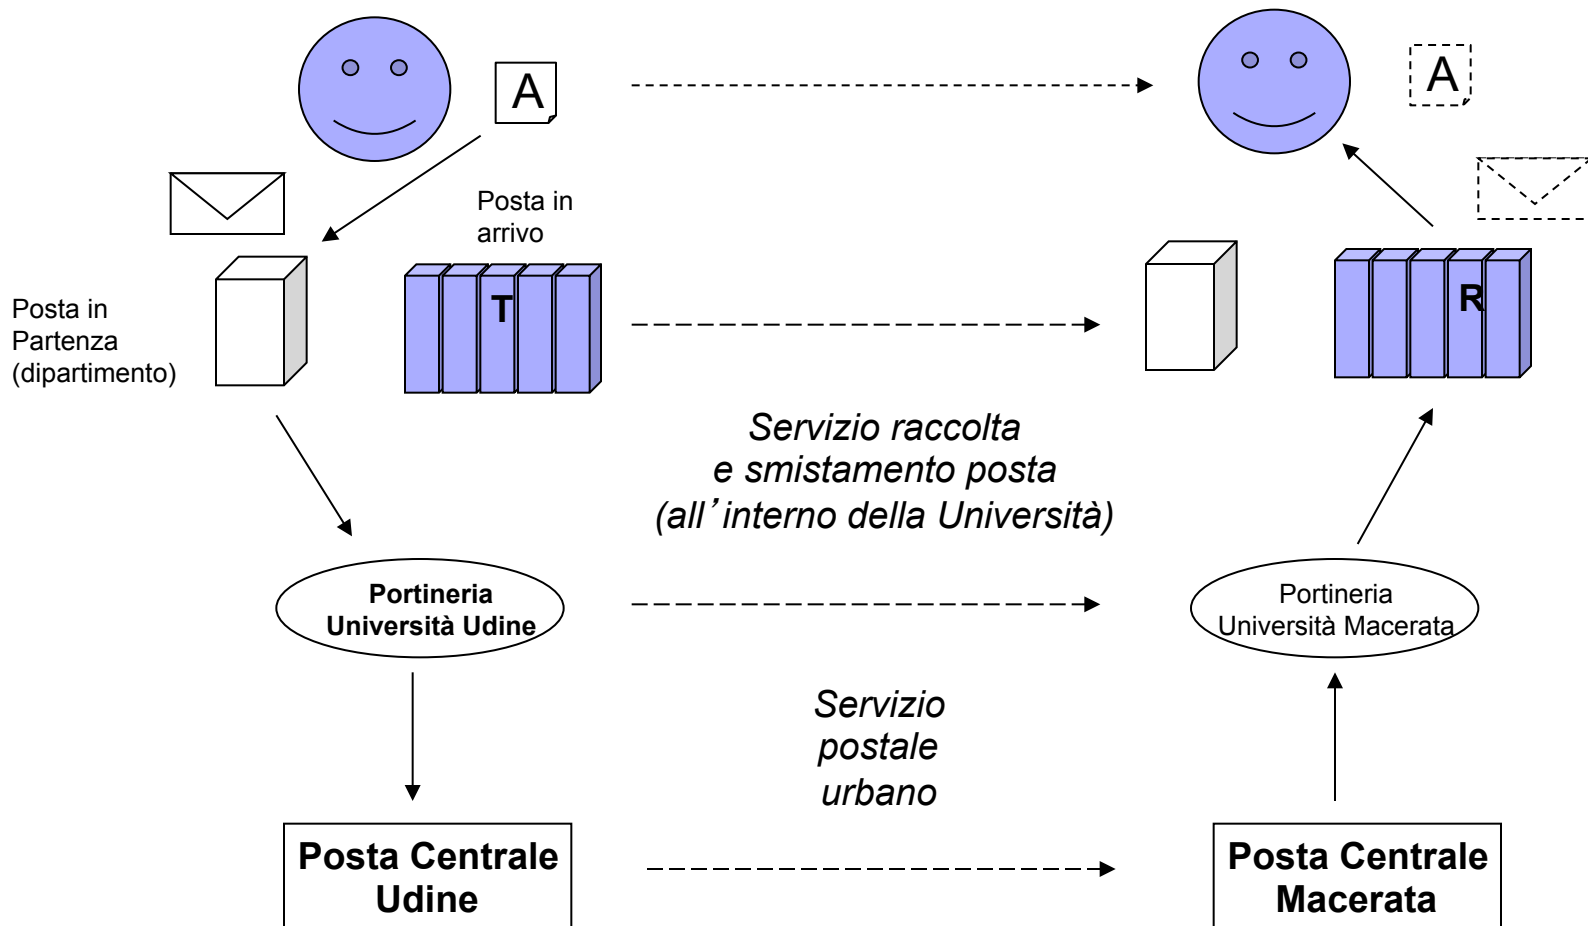 A
A
Posta in
arrivo
Posta in
Partenza
(dipartimento)
T
R
Servizio raccolta
e smistamento posta
(all’interno della Università)
Portineria
Università Udine
Portineria
Università Macerata
Servizio
postale
urbano
Posta Centrale
Udine
Posta Centrale
Macerata